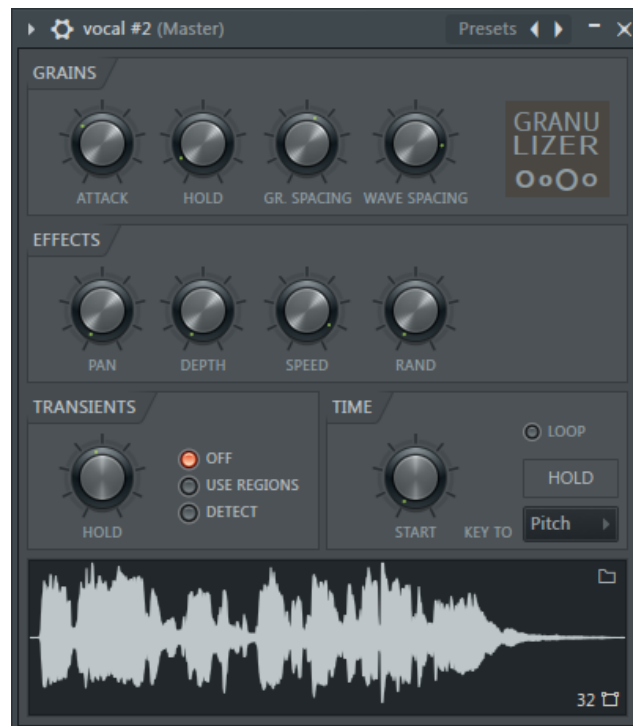 vocal #2 (Master)
Presets
GRAINS
ATTACK
HOLD
GR. SPACING
WAVE SPACING
GRANU
LIZER
EFFECTS
PAN
DEPTH
SPEED
RAND
TRANSIENTS
HOLD
OFF
USE REGIONS
DETECT
TIME
LOOP
HOLD
START
KEY TO
Pitch
32